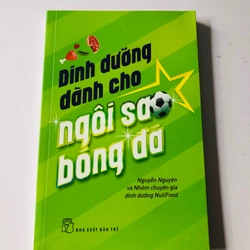 Dinh dưỡng
dành cho
ngôi sao
bóng đá
Nguyễn Nguyên
và Nhóm chuyên gia
dinh dưỡng NutiFood
NHÀ XUẤT BẢN TRẺ